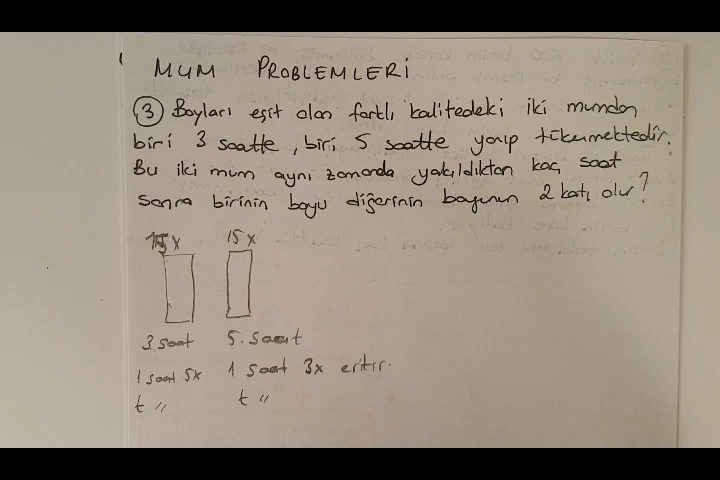 MUM PROBLEMLERİ
③ Boyları eşit olan farklı kalitedeki iki mumdan
biri 3 saatte, biri 5 saatte yanıp tükenmektedir.
Bu iki mum aynı zamanda yakıldıktan kaç saat
sonra birinin boyu diğerinin boyunun 2 katı olur?
15x 15x
3 saat 5. saat
1 saat 5x 1 saat 3x eritir.
t " t "